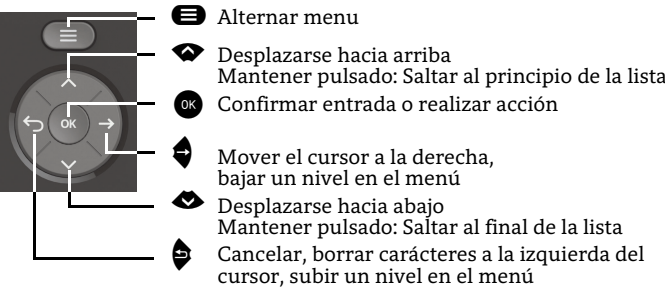 Alternar menu
Desplazarse hacia arriba
Mantener pulsado: Saltar al principio de la lista
OK
Confirmar entrada o realizar acción
OK
Mover el cursor a la derecha,
bajar un nivel en el menú
Desplazarse hacia abajo
Mantener pulsado: Saltar al final de la lista
Cancelar, borrar carácteres a la izquierda del
cursor, subir un nivel en el menú